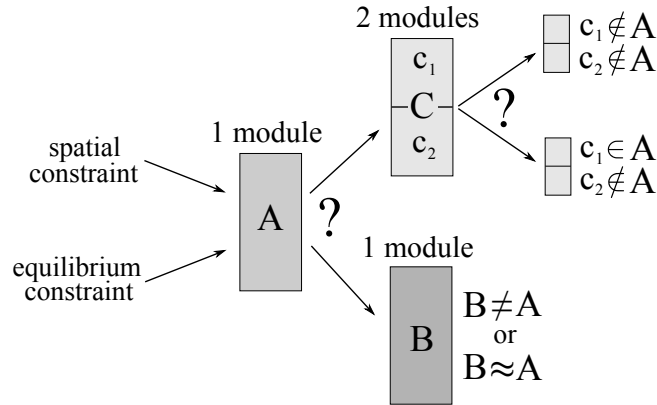 2 modules
c₁
C
c₂
?
c₁∉A
c₂∉A
c₁∈A
c₂∉A
1 module
A
spatial
constraint
equilibrium
constraint
?
1 module
B
B≠A
or
B≈A